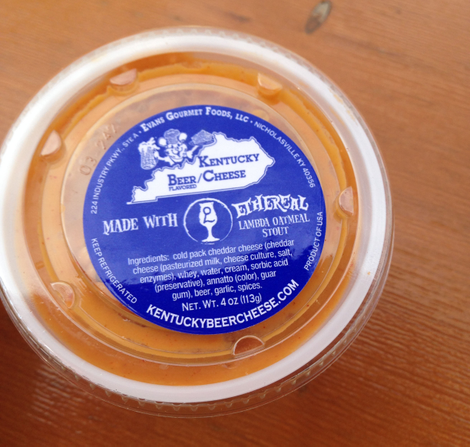 224 Industry Pkwy., Ste A • Evans Gourmet Foods, LLC • Nicholasville KY 40356
Kentucky
Beer/Cheese
FLAVORED
MADE WITH
ETHEREAL
LAMBDA OATMEAL
STOUT
KEEP REFRIGERATED
PRODUCT OF USA
Ingredients: cold pack cheddar cheese (cheddar
cheese (pasteurized milk, cheese culture, salt,
enzymes), whey, water, cream, sorbic acid
(preservative), annatto (color), guar
gum), beer, garlic, spices.
Net. Wt. 4 oz (113g)
KENTUCKYBEERCHEESE.COM